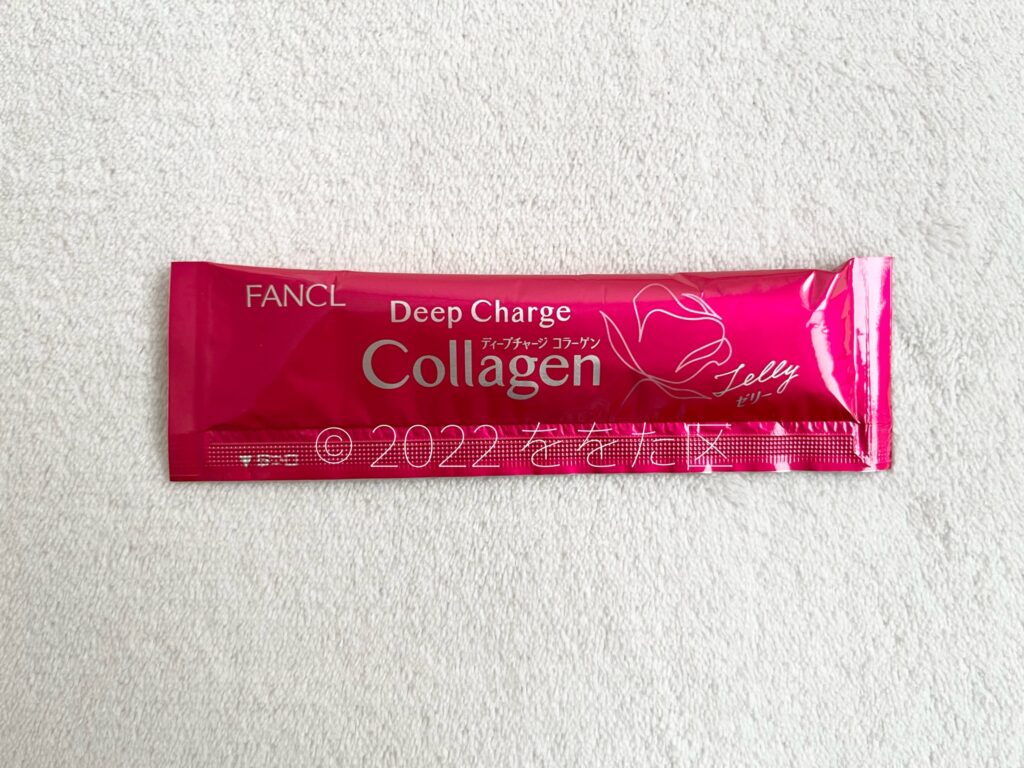 FANCL
Deep Charge
ディープチャージ コラーゲン
Collagen
Jelly
ゼリー
© 2022 ををた区